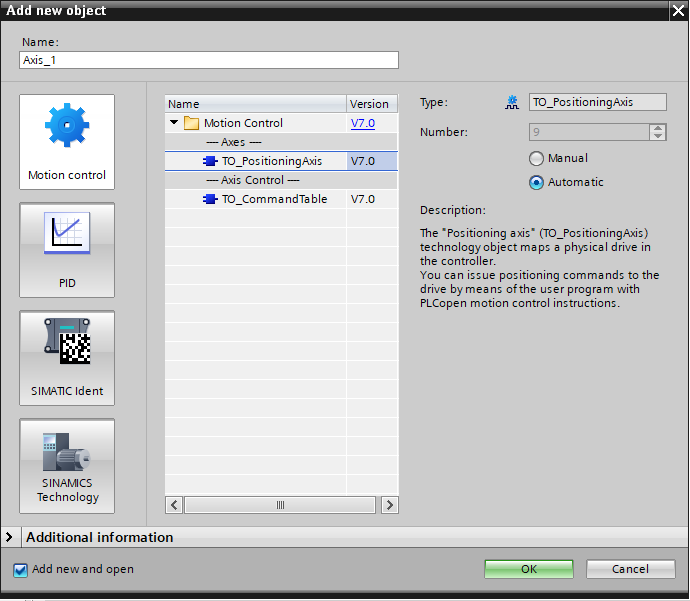 Add new object
Name:
Axis_1
Motion control
PID
SIMATIC Ident
SINAMICS
Technology
Name Version
Motion Control V7.0
---- Axes ----
TO_PositioningAxis V7.0
---- Axis Control ----
TO_CommandTable V7.0
Type: TO_PositioningAxis
Number: 9
Manual
Automatic
Description:
The "Positioning axis" (TO_PositioningAxis)
technology object maps a physical drive in
the controller.
You can issue positioning commands to the
drive by means of the user program with
PLCopen motion control instructions.
Additional information
Add new and open
OK Cancel